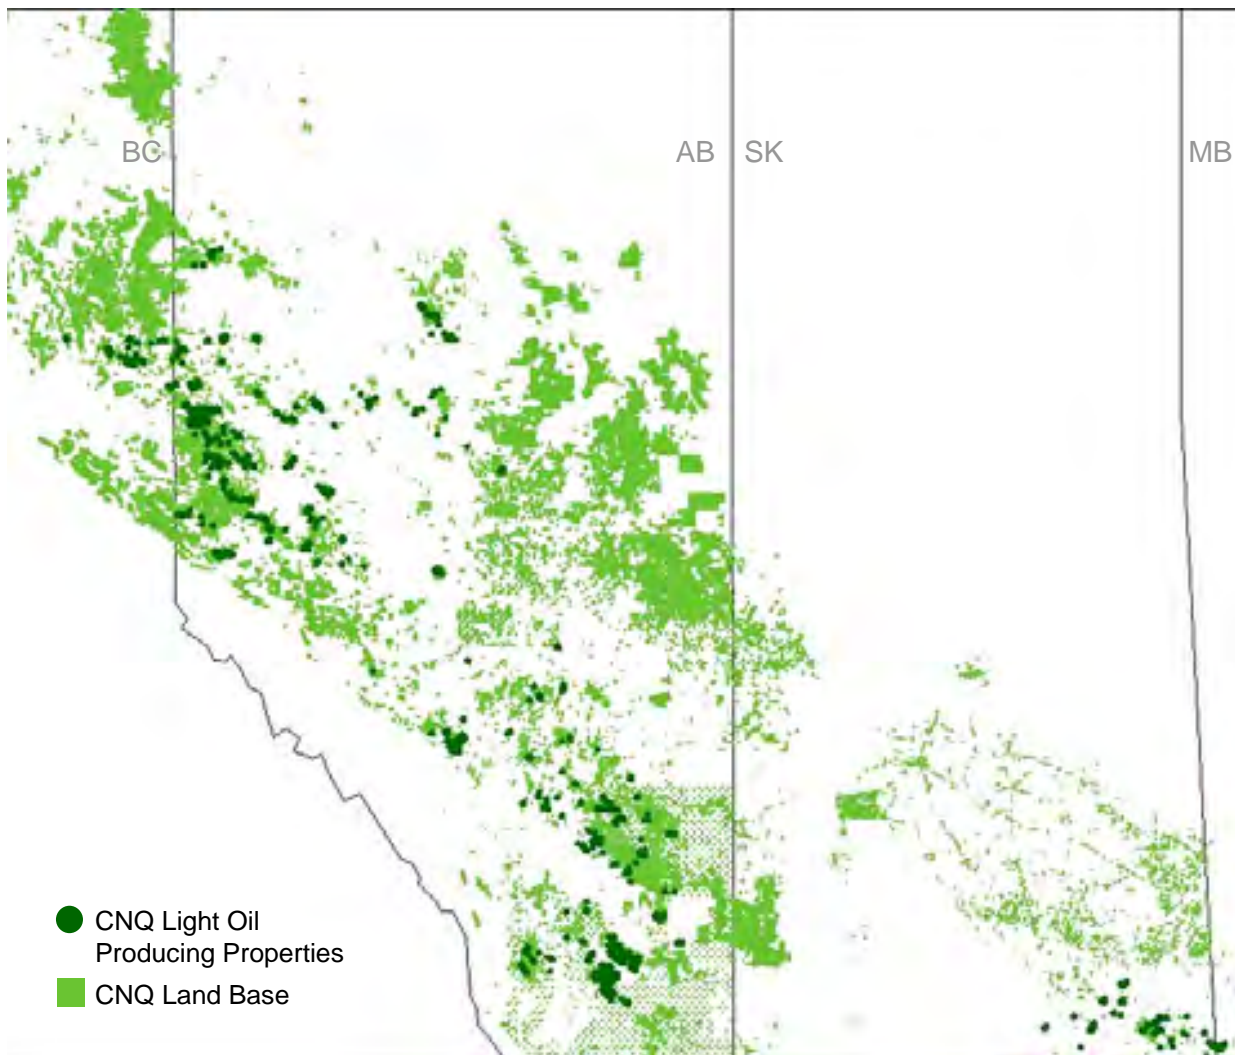 BC AB SK MB
CNQ Light Oil
Producing Properties
CNQ Land Base